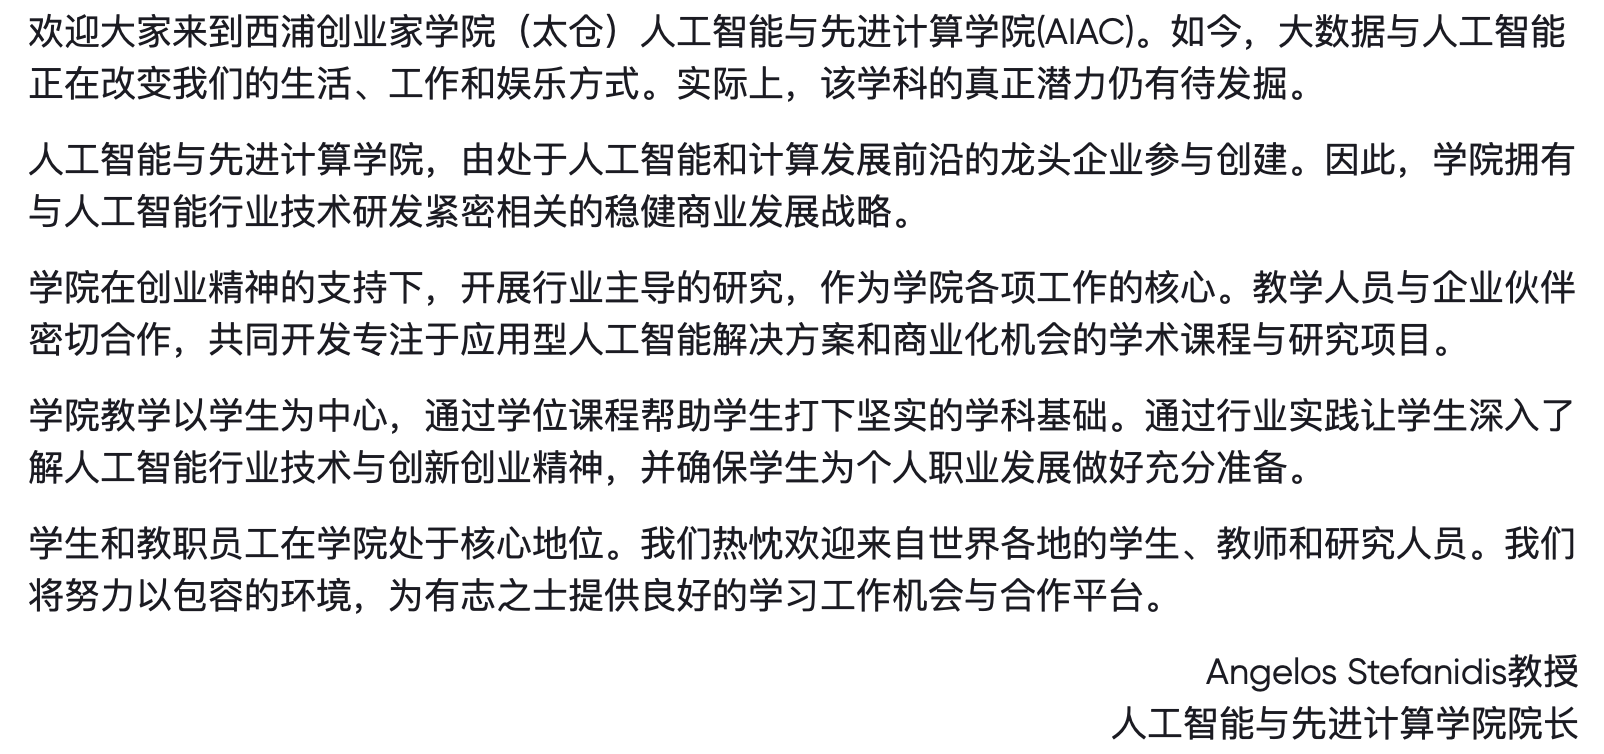 欢迎大家来到西浦创业家学院（太仓）人工智能与先进计算学院(AIAC)。如今，大数据与人工智能
正在改变我们的生活、工作和娱乐方式。实际上，该学科的真正潜力仍有待发掘。
人工智能与先进计算学院，由处于人工智能和计算发展前沿的龙头企业参与创建。因此，学院拥有
与人工智能行业技术研发紧密相关的稳健商业发展战略。
学院在创业精神的支持下，开展行业主导的研究，作为学院各项工作的核心。教学人员与企业伙伴
密切合作，共同开发专注于应用型人工智能解决方案和商业化机会的学术课程与研究项目。
学院教学以学生为中心，通过学位课程帮助学生打下坚实的学科基础。通过行业实践让学生深入了
解人工智能行业技术与创新创业精神，并确保学生为个人职业发展做好充分准备。
学生和教职员工在学院处于核心地位。我们热忱欢迎来自世界各地的学生、教师和研究人员。我们
将努力以包容的环境，为有志之士提供良好的学习工作机会与合作平台。
Angelos Stefanidis教授
人工智能与先进计算学院院长